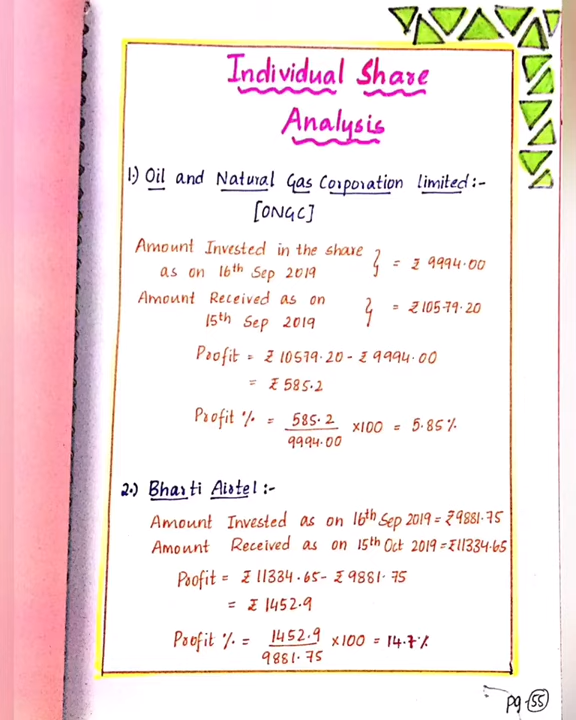 Individual Share
Analysis
1.) Oil and Natural Gas Corporation Limited:-
[ONGC]
Amount Invested in the share
as on 16th Sep 2019 } = ₹ 9994.00
Amount Received as on
15th Sep 2019 } = ₹10579.20
Profit = ₹ 10579.20 - ₹ 9994.00
= ₹ 585.2
Profit % = 585.2 / 9994.00 x100 = 5.85%
2.) Bharti Airtel :-
Amount Invested as on 16th Sep 2019 = ₹9881.75
Amount Received as on 15th Oct 2019 = ₹11334.65
Profit = ₹ 11334.65 - ₹ 9881.75
= ₹ 1452.9
Profit % = 1452.9 / 9881.75 x100 = 14.7%
pg-55